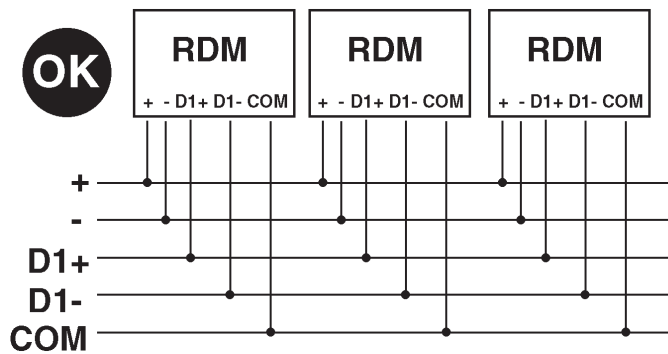 OK
RDM RDM RDM
+ - D1+ D1- COM + - D1+ D1- COM + - D1+ D1- COM
+
-
D1+
D1-
COM